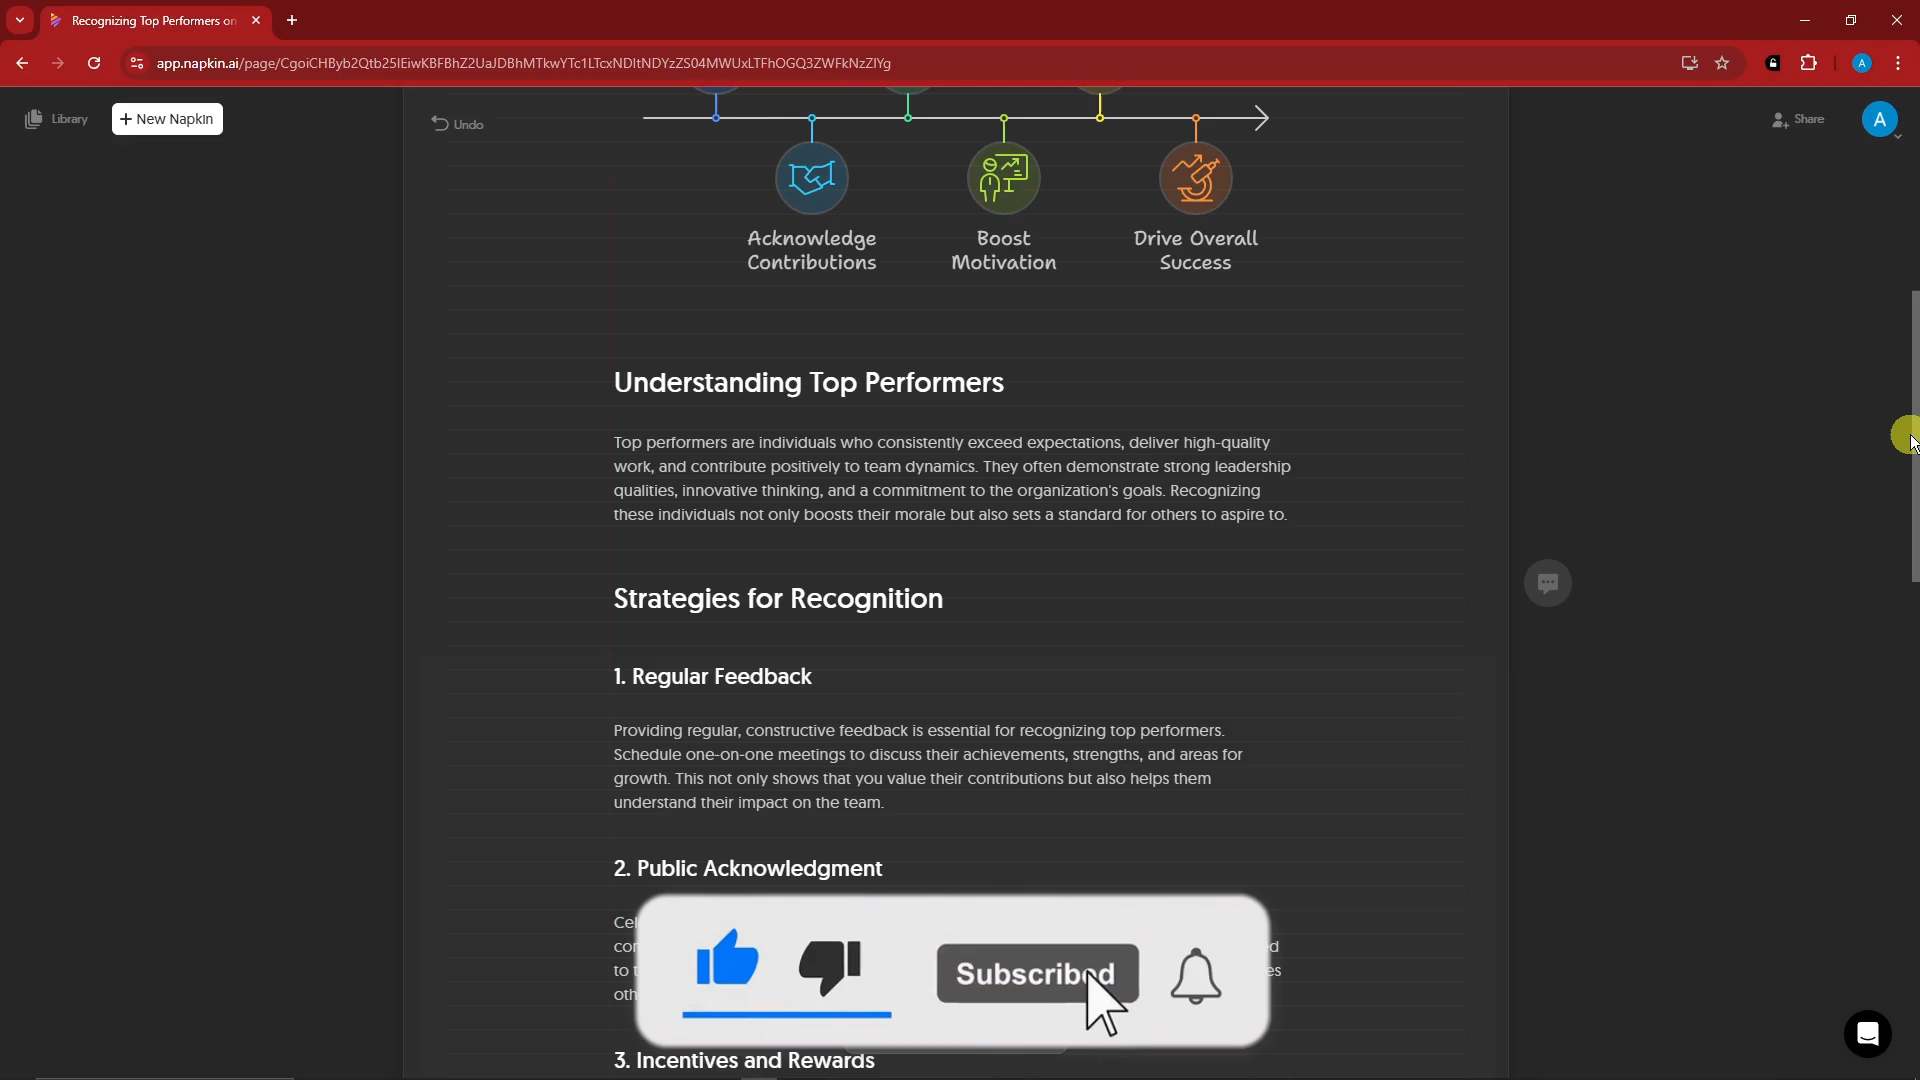 Recognizing Top Performers on
app.napkin.ai/page/CgoiCHByb2Qtb25lEiwKBFBhZ2UaJDBhMTkwYTc1LTcxNDItNDYzZS04MWUxLTFhOGQ3ZWFkNzZlYg
A
Library
+ New Napkin
Undo
Share
A
Acknowledge
Contributions
Boost
Motivation
Drive Overall
Success
Understanding Top Performers
Top performers are individuals who consistently exceed expectations, deliver high-quality
work, and contribute positively to team dynamics. They often demonstrate strong leadership
qualities, innovative thinking, and a commitment to the organization's goals. Recognizing
these individuals not only boosts their morale but also sets a standard for others to aspire to.
Strategies for Recognition
1. Regular Feedback
Providing regular, constructive feedback is essential for recognizing top performers.
Schedule one-on-one meetings to discuss their achievements, strengths, and areas for
growth. This not only shows that you value their contributions but also helps them
understand their impact on the team.
2. Public Acknowledgment
Subscribed
3. Incentives and Rewards